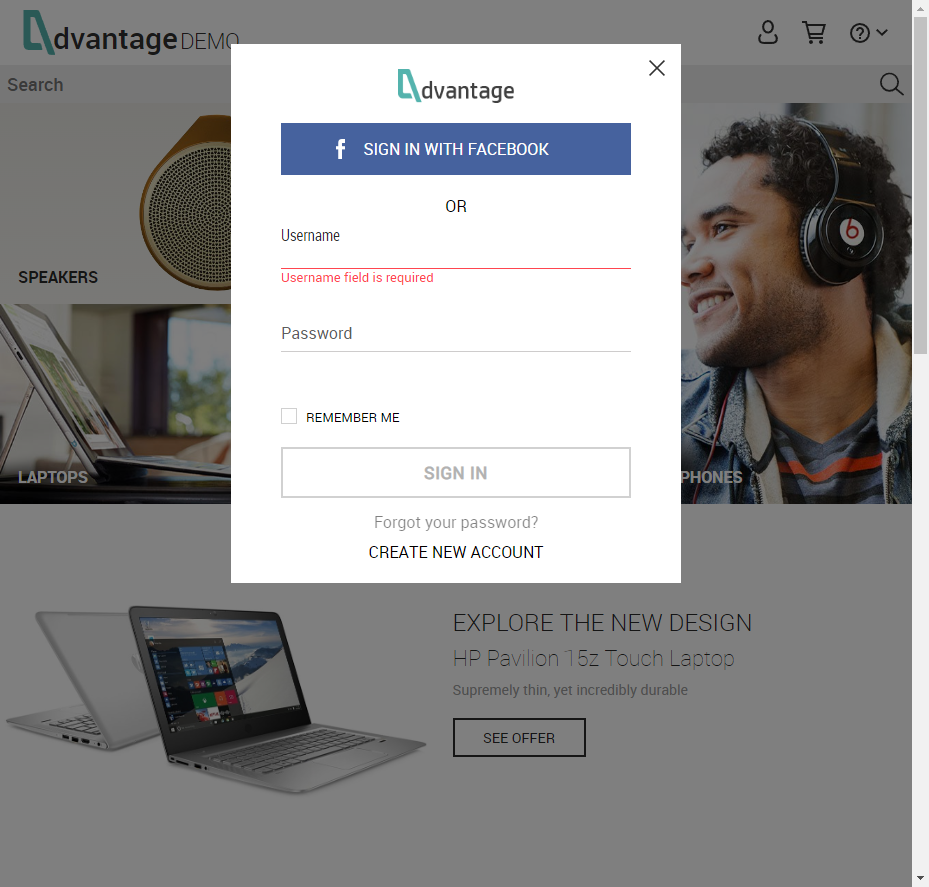 dvantage DEMO
Search
dvantage
SIGN IN WITH FACEBOOK
OR
Username
Username field is required
Password
REMEMBER ME
SIGN IN
Forgot your password?
CREATE NEW ACCOUNT
SPEAKERS
LAPTOPS
PHONES
EXPLORE THE NEW DESIGN
HP Pavilion 15z Touch Laptop
Supremely thin, yet incredibly durable
SEE OFFER